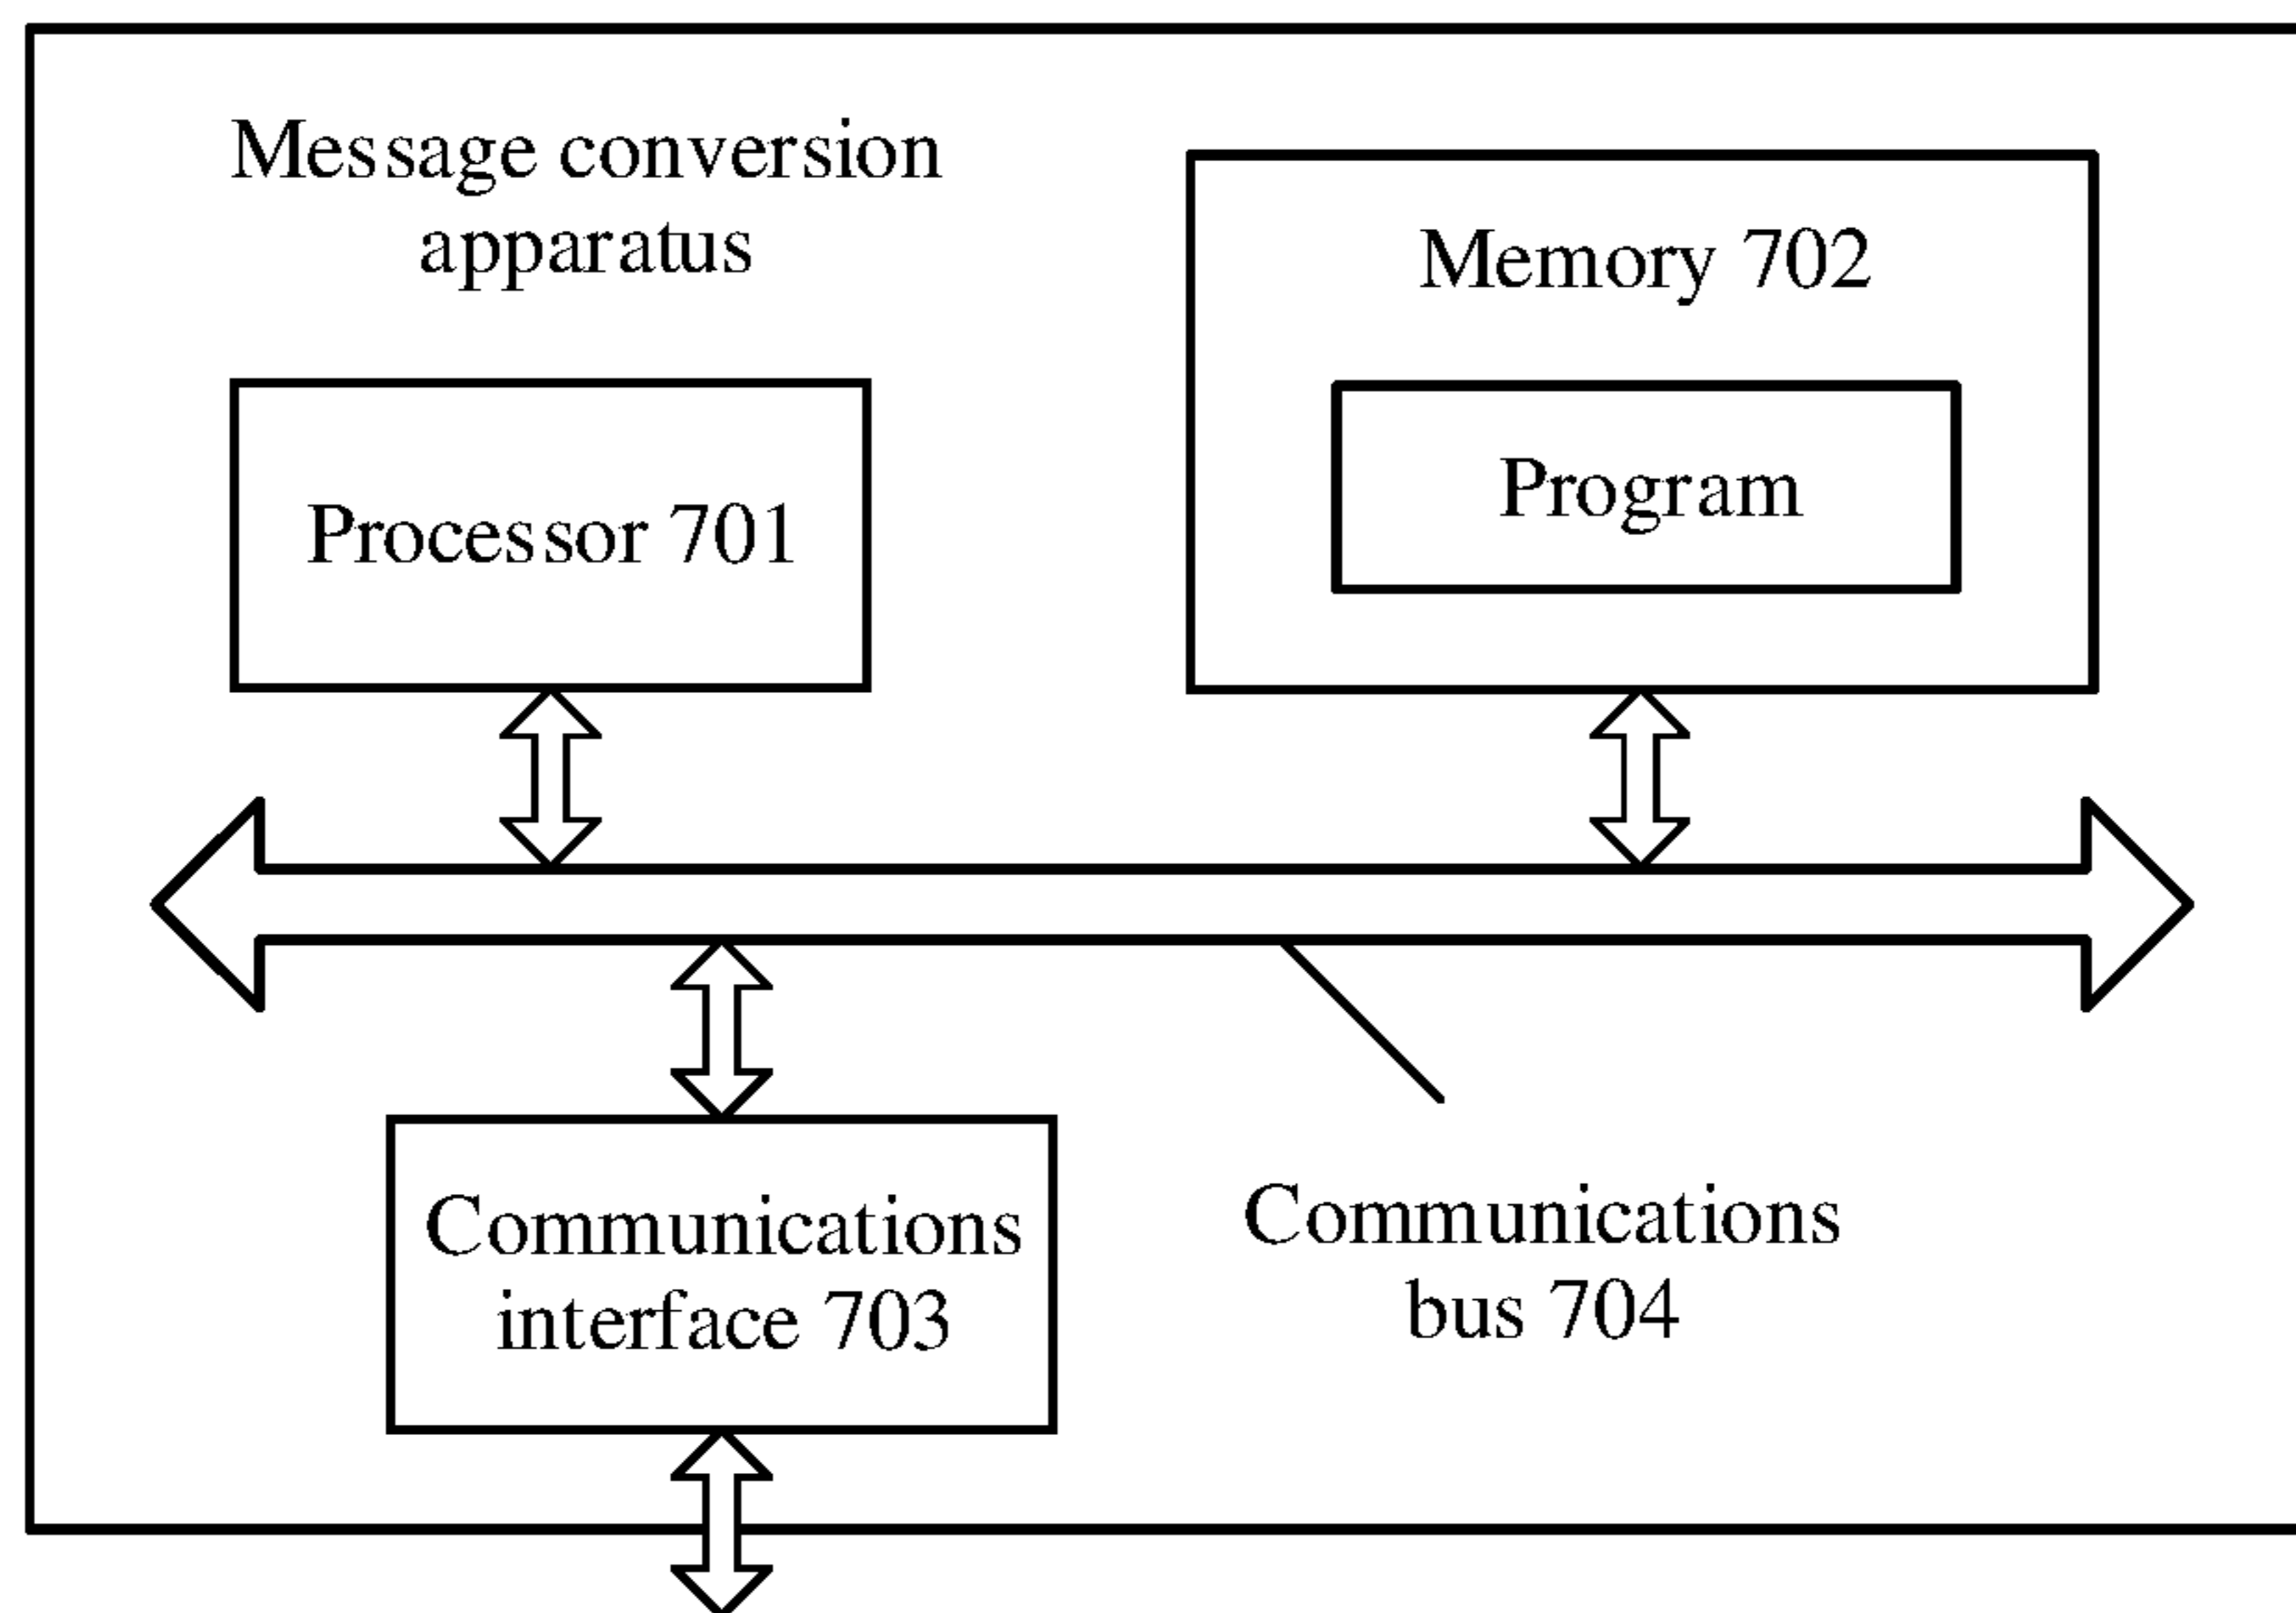 Message conversion
apparatus
Memory 702
Program
Processor 701
Communications
interface 703
Communications
bus 704